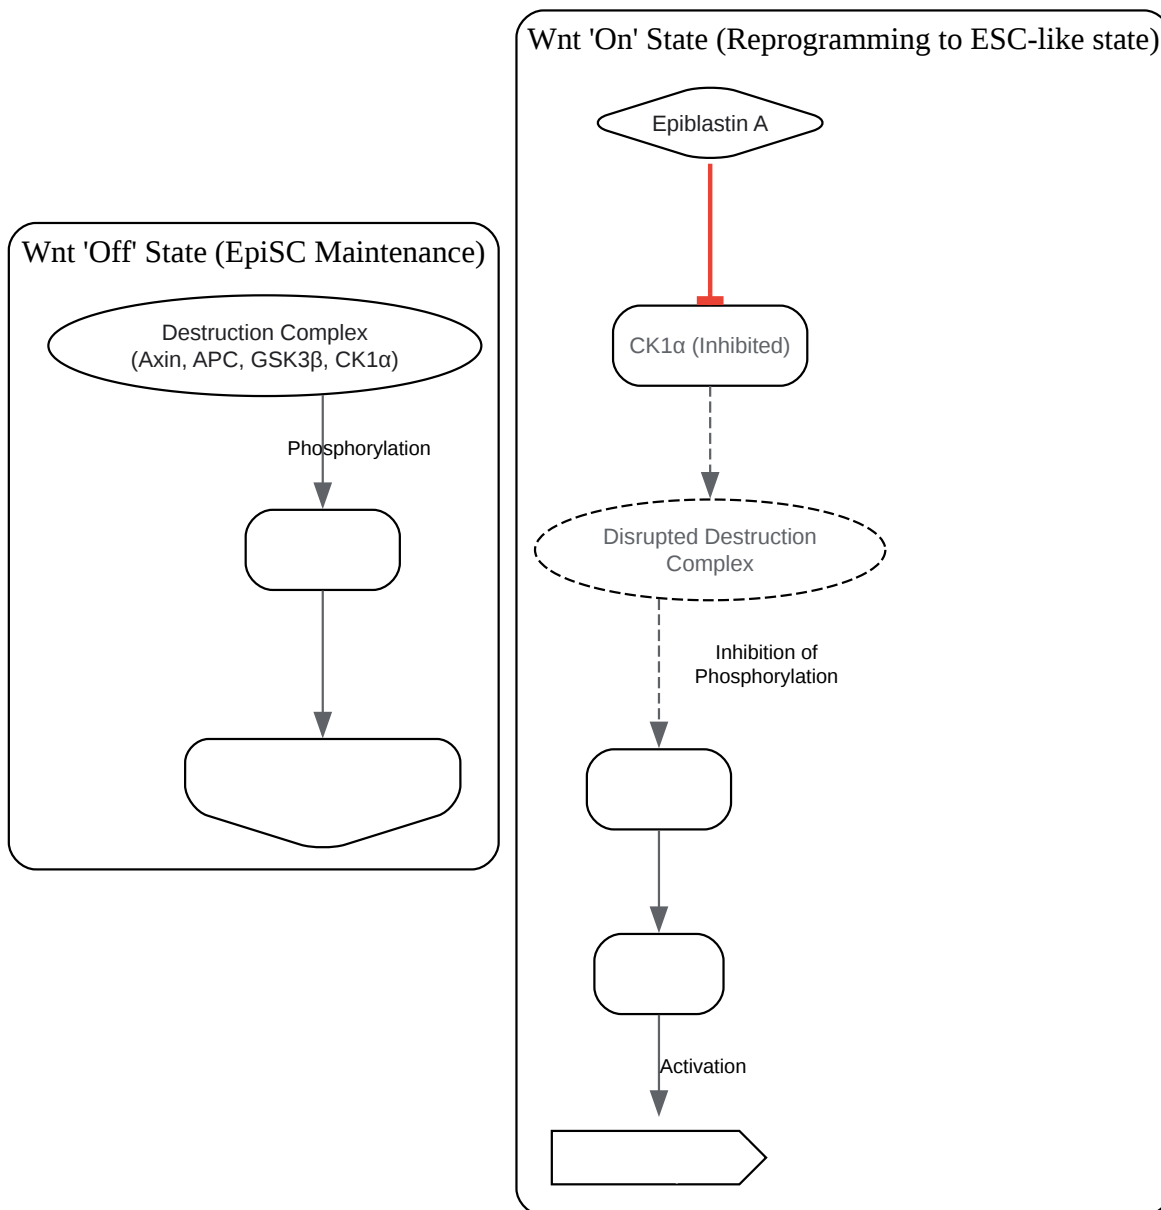 Wnt 'Off' State (EpiSC Maintenance)
Destruction Complex
(Axin, APC, GSK3β, CK1α)
Phosphorylation
Wnt 'On' State (Reprogramming to ESC-like state)
Epiblastin A
CK1α (Inhibited)
Disrupted Destruction
Complex
Inhibition of
Phosphorylation
Activation